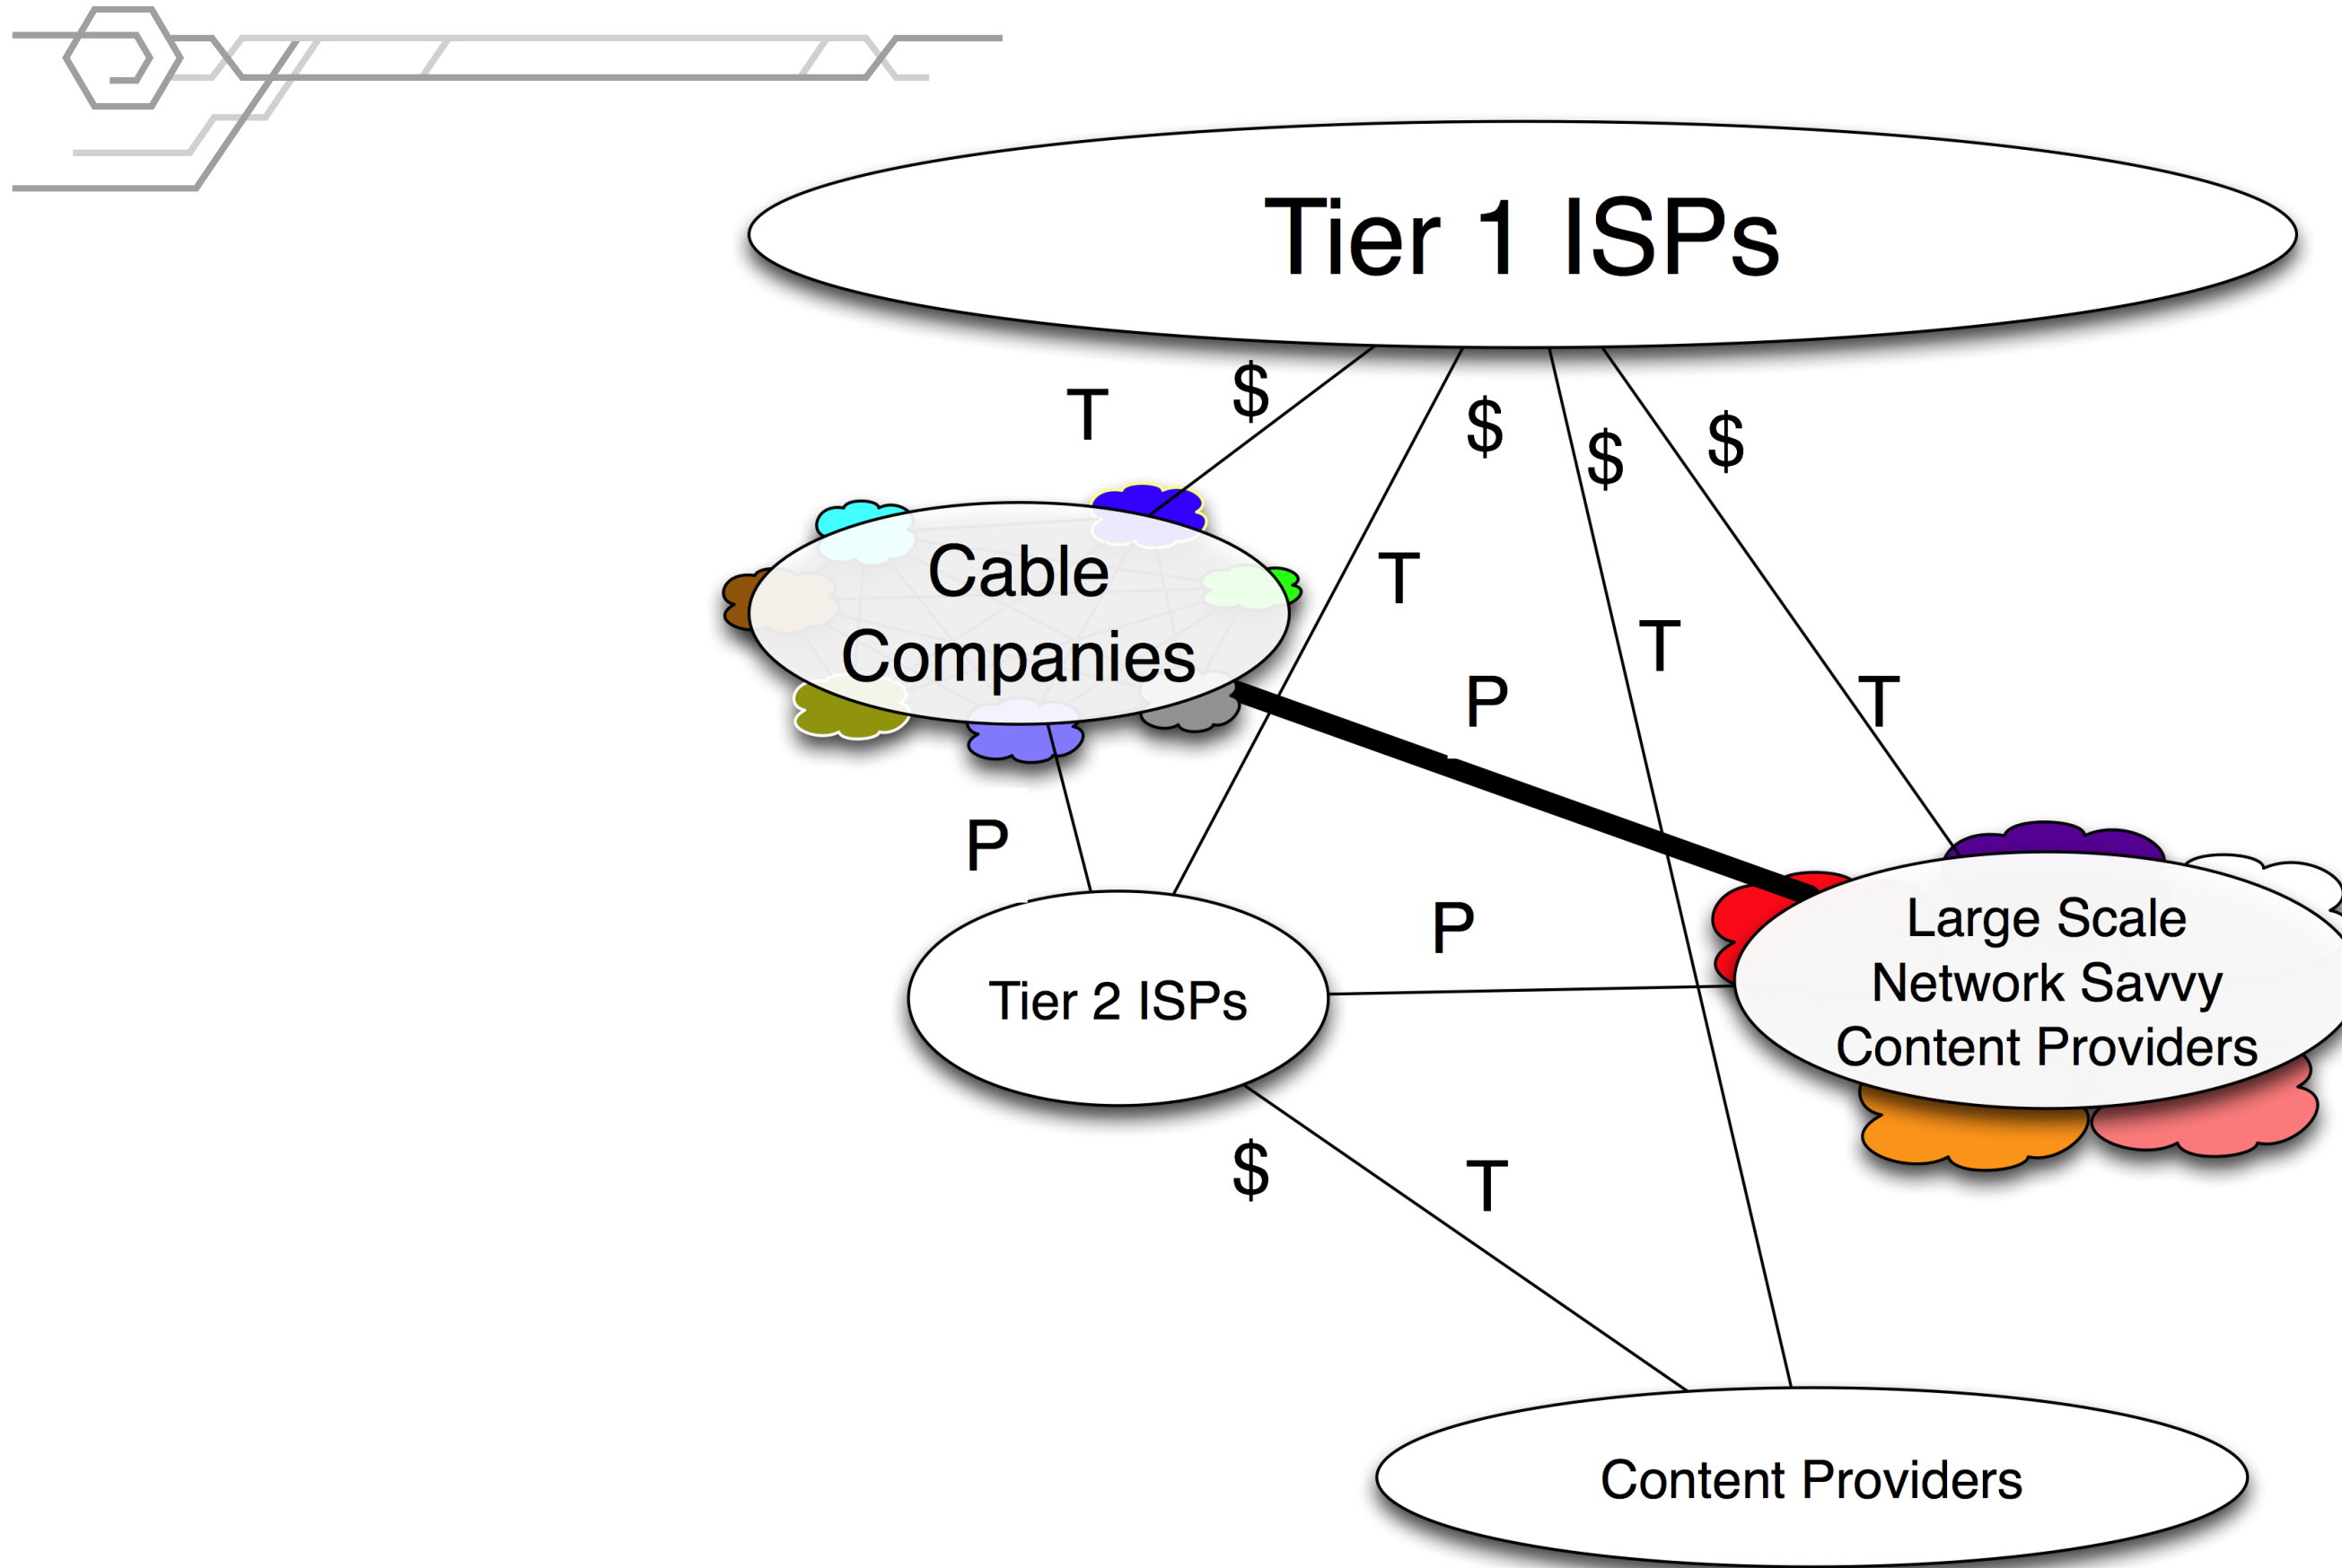 Tier 1 ISPs
T
$
$
$
$
Cable
Companies
T
T
P
T
P
Large Scale
Network Savvy
Content Providers
P
Tier 2 ISPs
$
T
Content Providers